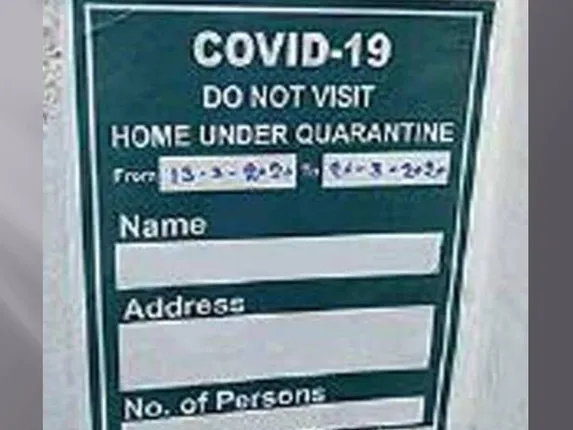 COVID-19
DO NOT VISIT
HOME UNDER QUARANTINE
From 13-3-2020 To -3-2020
Name
Address
No. of Persons